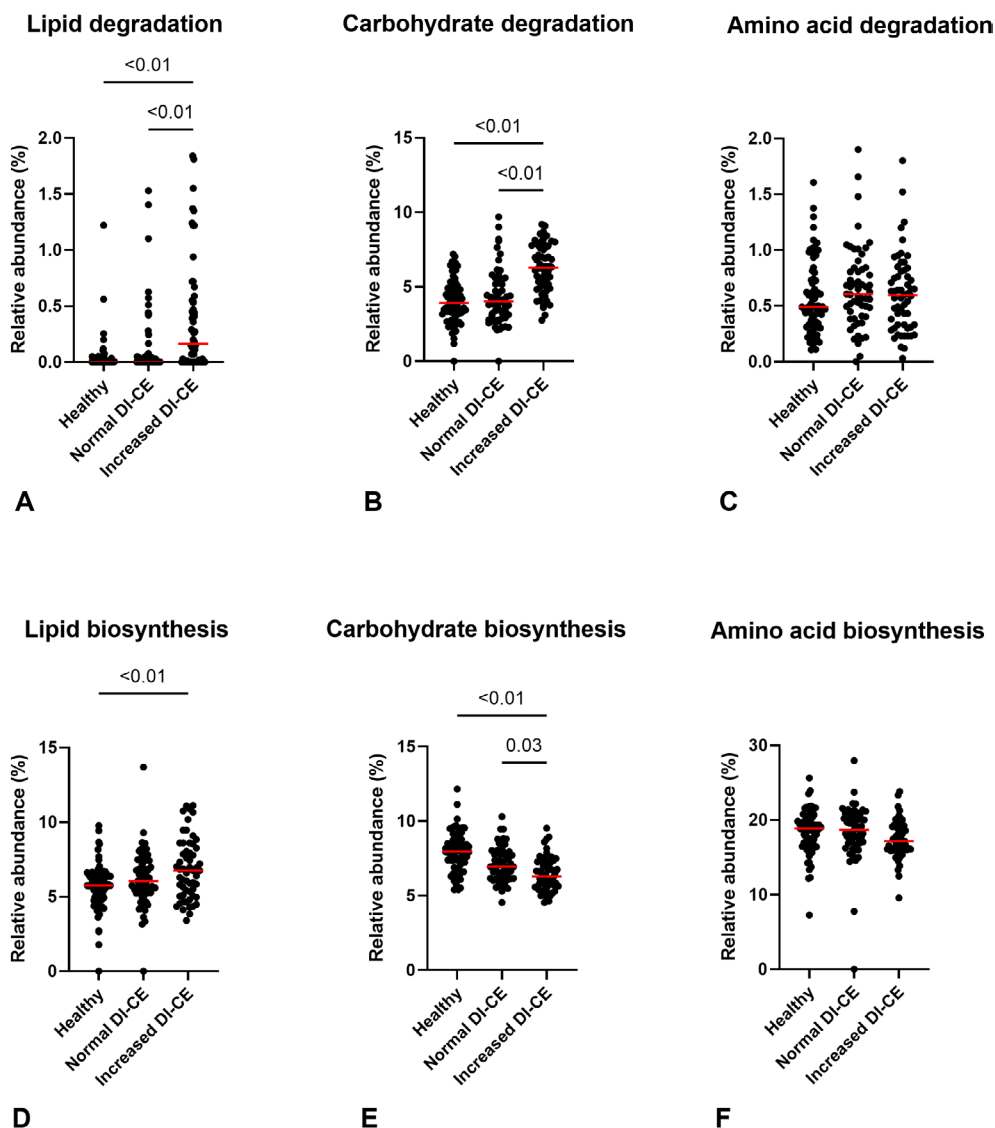 Lipid degradation
<0.01
<0.01
Relative abundance (%)
2.0
1.5
1.0
0.5
0.0
Healthy
Normal DI-CE
Increased DI-CE
A
Carbohydrate degradation
<0.01
<0.01
Relative abundance (%)
15
10
5
0
Healthy
Normal DI-CE
Increased DI-CE
B
Amino acid degradation
Relative abundance (%)
2.0
1.5
1.0
0.5
0.0
Healthy
Normal DI-CE
Increased DI-CE
C
Lipid biosynthesis
<0.01
Relative abundance (%)
15
10
5
0
Healthy
Normal DI-CE
Increased DI-CE
D
Carbohydrate biosynthesis
<0.01
0.03
Relative abundance (%)
15
10
5
0
Healthy
Normal DI-CE
Increased DI-CE
E
Amino acid biosynthesis
Relative abundance (%)
30
20
10
0
Healthy
Normal DI-CE
Increased DI-CE
F